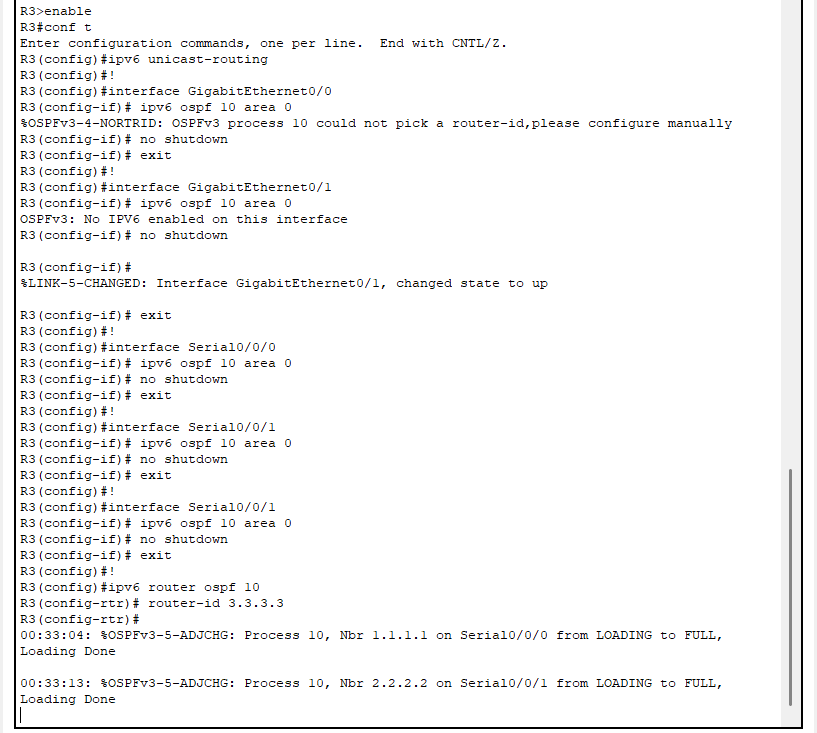 R3>enable
R3#conf t
Enter configuration commands, one per line.  End with CNTL/Z.
R3(config)#ipv6 unicast-routing
R3(config)#!
R3(config)#interface GigabitEthernet0/0
R3(config-if)# ipv6 ospf 10 area 0
%OSPFv3-4-NORTRID: OSPFv3 process 10 could not pick a router-id,please configure manually
R3(config-if)# no shutdown
R3(config-if)# exit
R3(config)#!
R3(config)#interface GigabitEthernet0/1
R3(config-if)# ipv6 ospf 10 area 0
OSPFv3: No IPV6 enabled on this interface
R3(config-if)# no shutdown
R3(config-if)#
%LINK-5-CHANGED: Interface GigabitEthernet0/1, changed state to up
R3(config-if)# exit
R3(config)#!
R3(config)#interface Serial0/0/0
R3(config-if)# ipv6 ospf 10 area 0
R3(config-if)# no shutdown
R3(config-if)# exit
R3(config)#!
R3(config)#interface Serial0/0/1
R3(config-if)# ipv6 ospf 10 area 0
R3(config-if)# no shutdown
R3(config-if)# exit
R3(config)#!
R3(config)#interface Serial0/0/1
R3(config-if)# ipv6 ospf 10 area 0
R3(config-if)# no shutdown
R3(config-if)# exit
R3(config)#!
R3(config)#ipv6 router ospf 10
R3(config-rtr)# router-id 3.3.3.3
R3(config-rtr)#
00:33:04: %OSPFv3-5-ADJCHG: Process 10, Nbr 1.1.1.1 on Serial0/0/0 from LOADING to FULL,
Loading Done
00:33:13: %OSPFv3-5-ADJCHG: Process 10, Nbr 2.2.2.2 on Serial0/0/1 from LOADING to FULL,
Loading Done